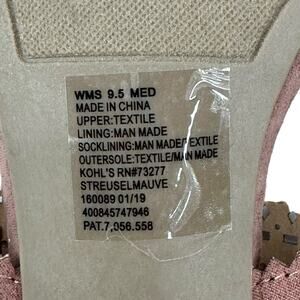 WMS 9.5 MED
MADE IN CHINA
UPPER:TEXTILE
LINING:MAN MADE
SOCKLINING:MAN MADE/TEXTILE
OUTERSOLE:TEXTILE/MAN MADE
KOHL'S RN#73277
STREUSELMAUVE
160089 01/19
400845747946
PAT.7,056.558